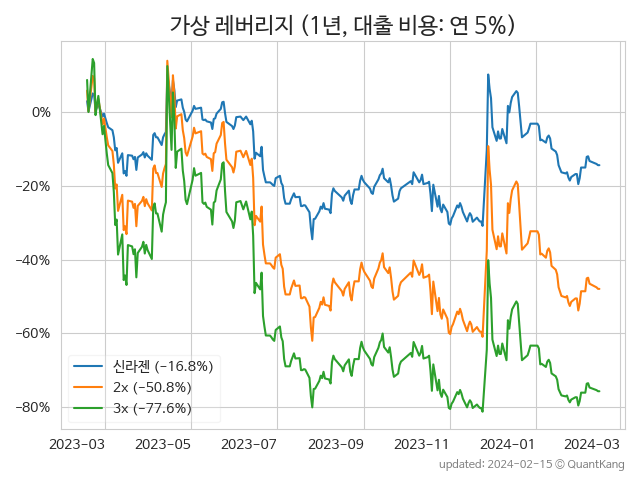 가상 레버리지 (1년, 대출 비용: 연 5%)
0%
−20%
−40%
−60%
−80%
신라젠 (−16.8%)
2x (−50.8%)
3x (−77.6%)
2023-03 2023-05 2023-07 2023-09 2023-11 2024-01 2024-03
updated: 2024-02-15 © QuantKang